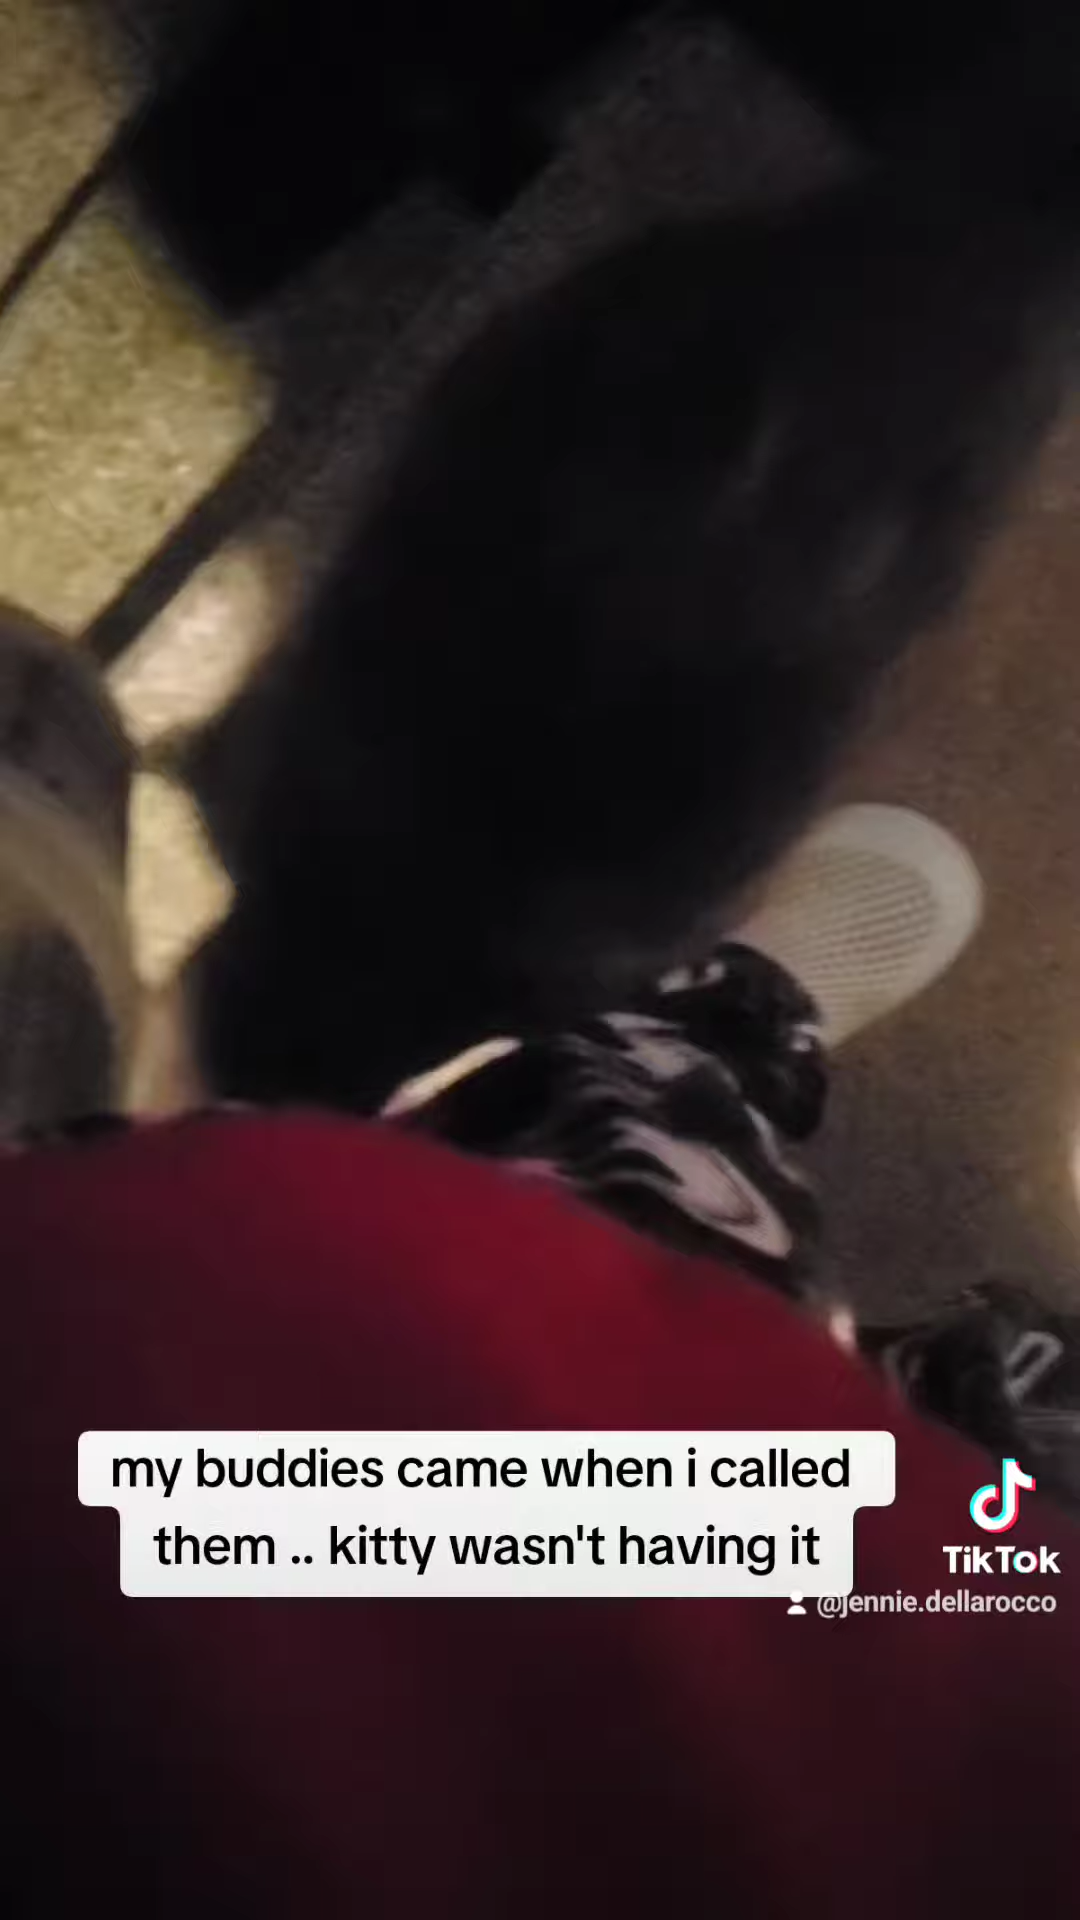 my buddies came when i called
them .. kitty wasn't having it
TikTok
@jennie.dellarocco